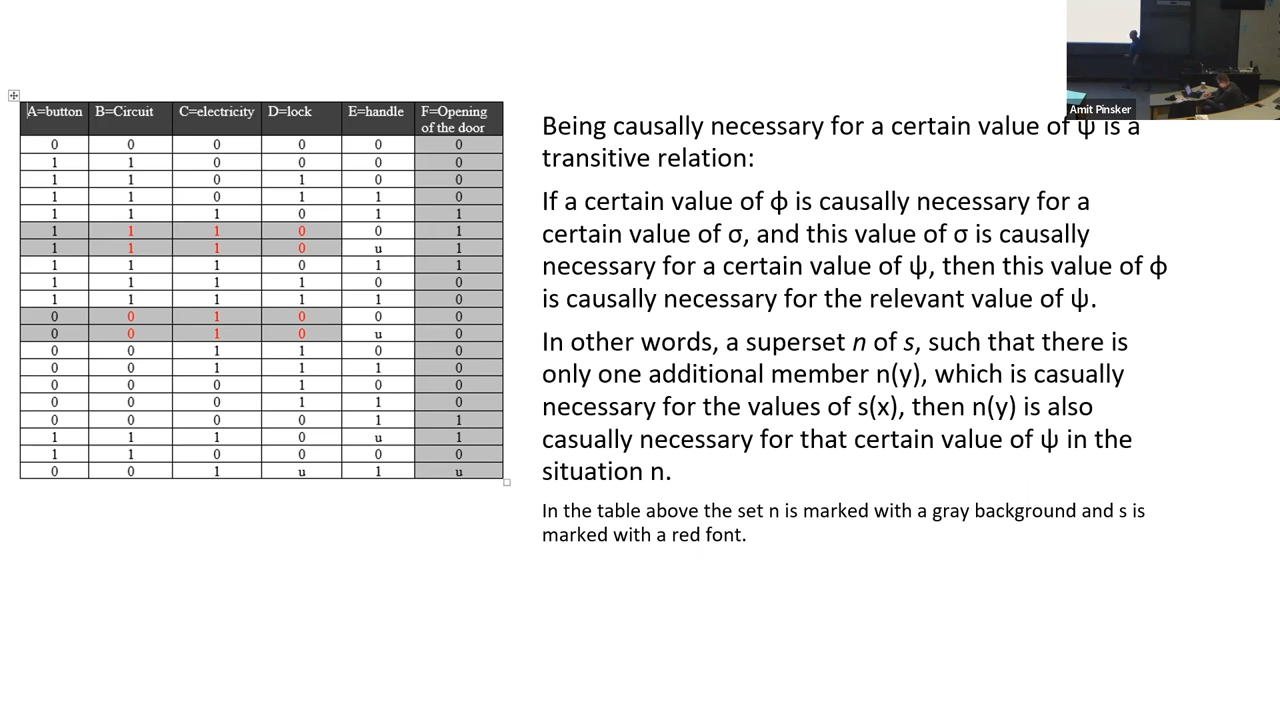 A=button B=Circuit C=electricity D=lock E=handle F=Opening of the door
0 0 0 0 0 0
1 1 0 0 0 0
1 1 0 1 0 0
1 1 0 1 1 0
1 1 1 0 1 1
1 1 1 0 0 1
1 1 1 0 u 1
1 1 1 0 1 1
1 1 1 1 0 0
1 1 1 1 1 0
0 0 1 0 0 0
0 0 1 0 u 0
0 0 1 1 0 0
0 0 1 1 1 0
0 0 0 1 0 0
0 0 0 1 1 0
0 0 0 0 1 1
1 1 1 0 u 1
1 1 0 0 0 0
0 0 1 u 1 u
Being causally necessary for a certain value of ψ is a
transitive relation:
If a certain value of ϕ is causally necessary for a
certain value of σ, and this value of σ is causally
necessary for a certain value of ψ, then this value of ϕ
is causally necessary for the relevant value of ψ.
In other words, a superset n of s, such that there is
only one additional member n(y), which is casually
necessary for the values of s(x), then n(y) is also
casually necessary for that certain value of ψ in the
situation n.
In the table above the set n is marked with a gray background and s is
marked with a red font.
Amit Pinsker